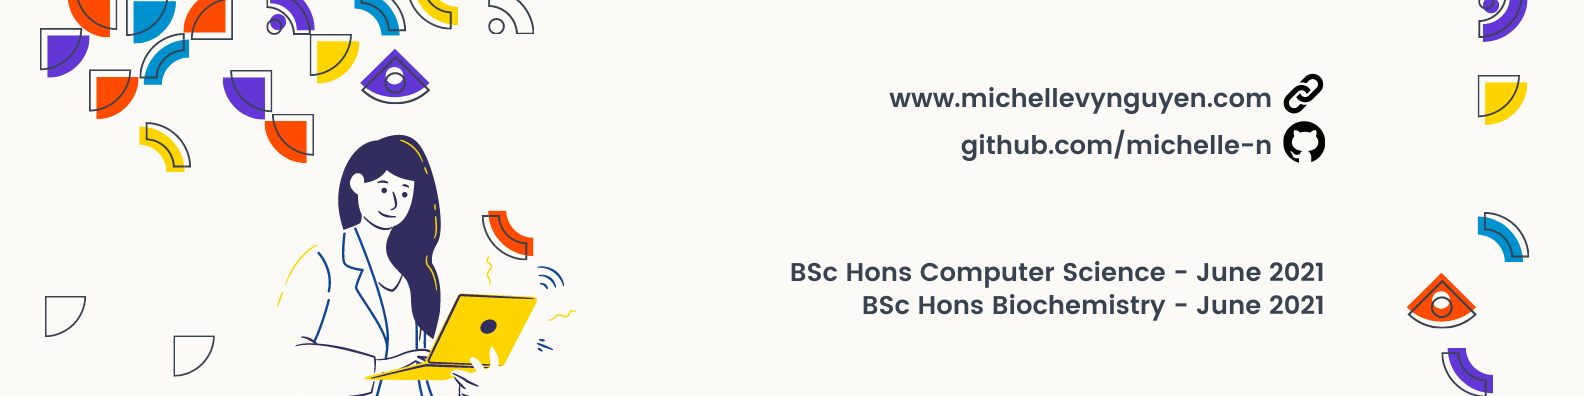 www.michellevynguyen.com
github.com/michelle-n
BSc Hons Computer Science - June 2021
BSc Hons Biochemistry - June 2021